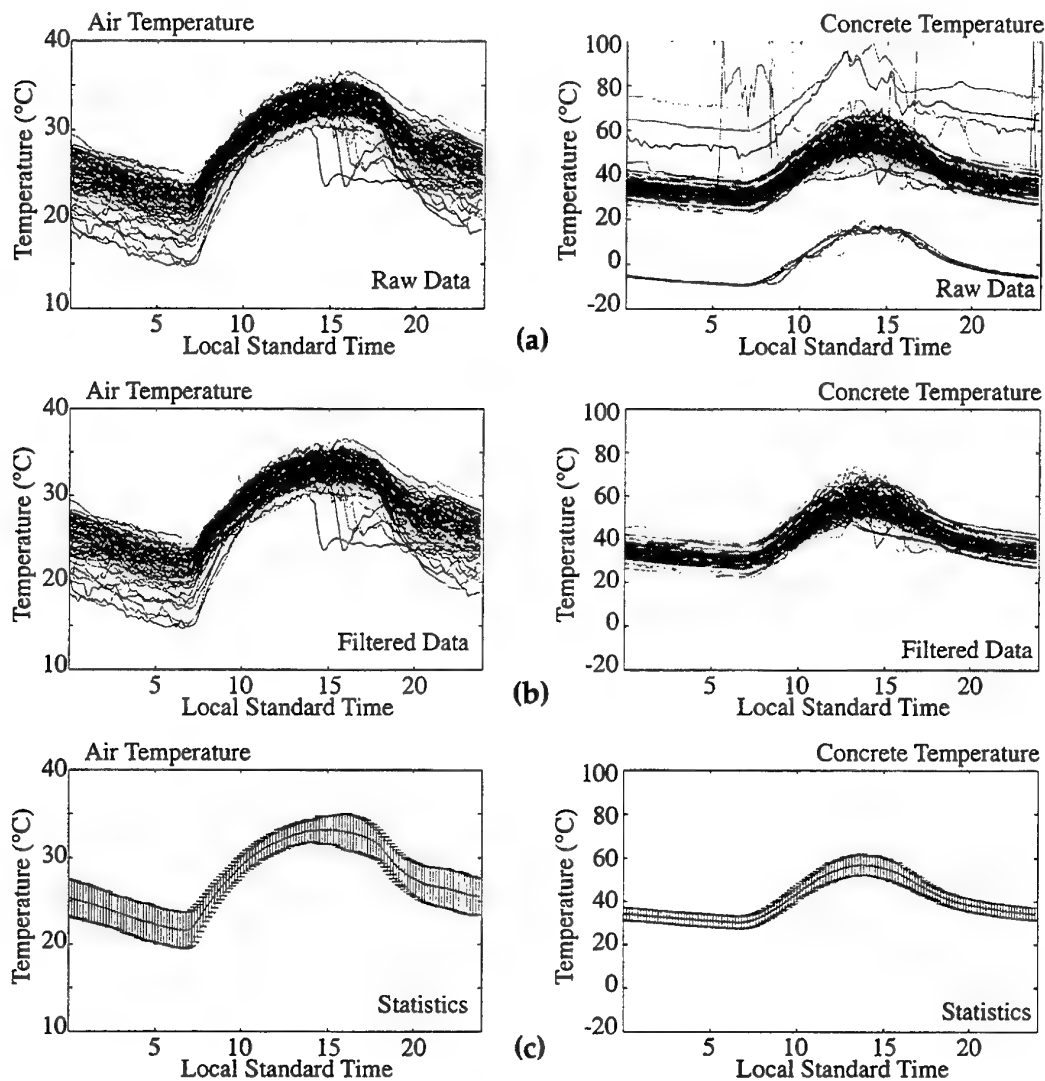 Air Temperature
Concrete Temperature
Temperature (°C)
40
30
20
10
Raw Data
5
10
15
20
Local Standard Time
(a)
Temperature (°C)
100
80
60
40
20
0
-20
Raw Data
5
10
15
20
Local Standard Time
Air Temperature
Concrete Temperature
Temperature (°C)
40
30
20
10
Filtered Data
5
10
15
20
Local Standard Time
(b)
Temperature (°C)
100
80
60
40
20
0
-20
Filtered Data
5
10
15
20
Local Standard Time
Air Temperature
Concrete Temperature
Temperature (°C)
40
30
20
10
Statistics
5
10
15
20
Local Standard Time
(c)
Temperature (°C)
100
80
60
40
20
0
-20
Statistics
5
10
15
20
Local Standard Time